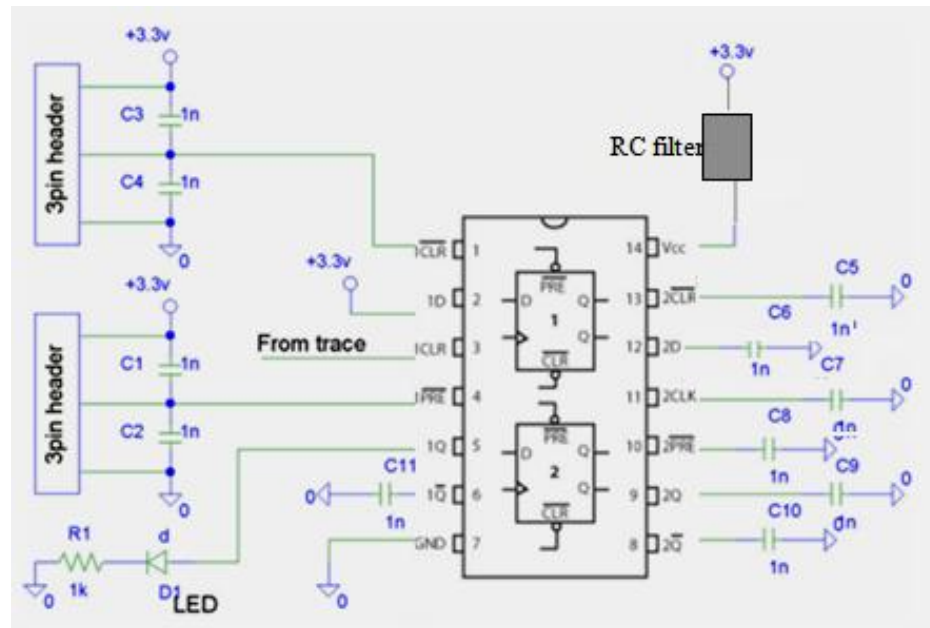 +3.3v
3pin header
C3
1n
C4
1n
0
+3.3v
3pin header
C1
1n
C2
1n
0
+3.3v
From trace
R1
1k
0
d
D1
LED
C11
1n
0
0
+3.3v
RC filter
1CLR 1
1D 2
1CLR 3
1PRE 4
1Q 5
1Q 6
GND 7
14 Vcc
13 2CLR
12 2D
11 2CLK
10 2PRE
9 2Q
8 2Q
PRE
D Q
1
Q
CLR
PRE
D Q
2
Q
CLR
C5
1n
0
C6
1n
C7
0
C8
1n
C9
0
C10
1n